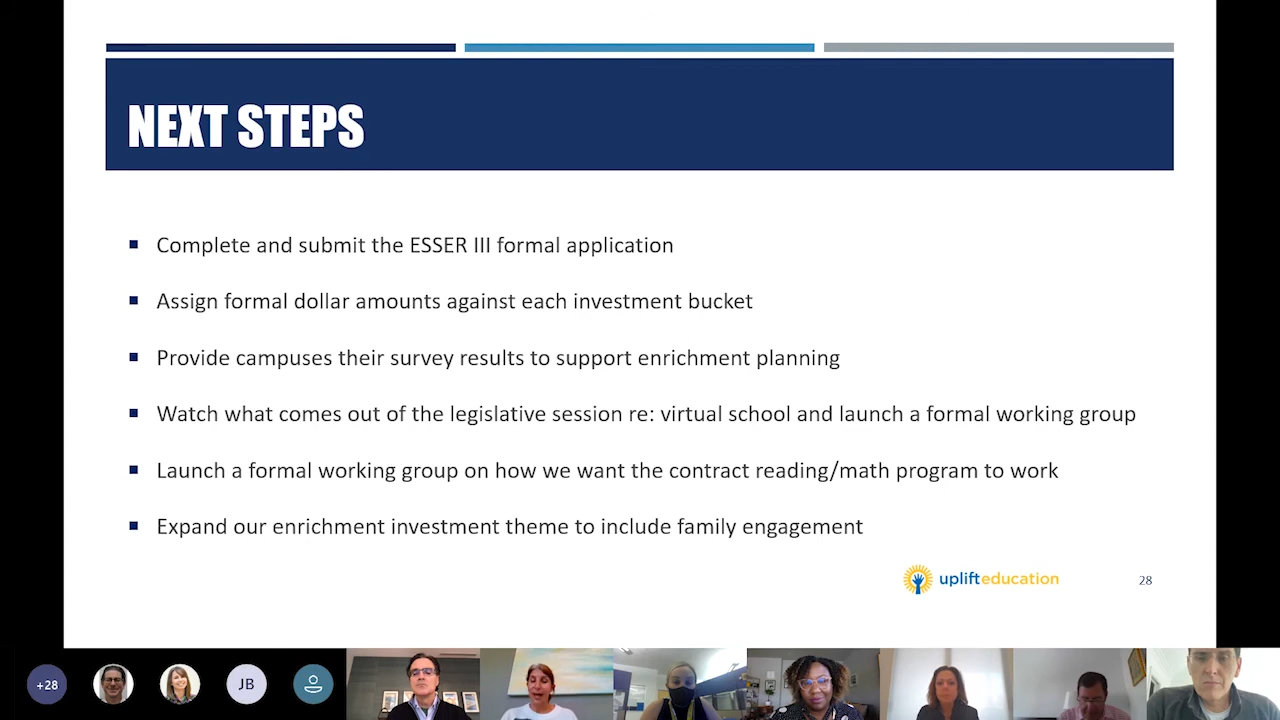 NEXT STEPS
Complete and submit the ESSER III formal application
Assign formal dollar amounts against each investment bucket
Provide campuses their survey results to support enrichment planning
Watch what comes out of the legislative session re: virtual school and launch a formal working group
Launch a formal working group on how we want the contract reading/math program to work
Expand our enrichment investment theme to include family engagement
uplifteducation
28
+28
JB